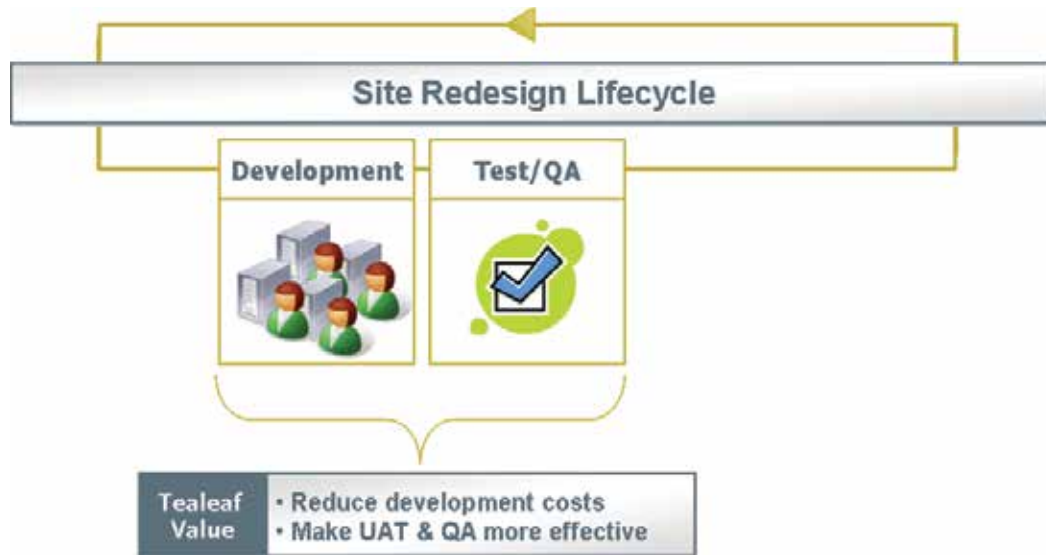 Site Redesign Lifecycle
Development
Test/QA
Tealeaf
Value
• Reduce development costs
• Make UAT & QA more effective